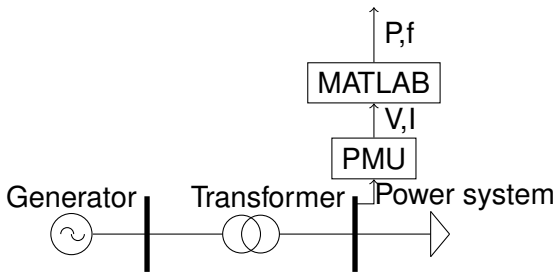 P,f
MATLAB
V,I
PMU
Generator
Transformer
Power system